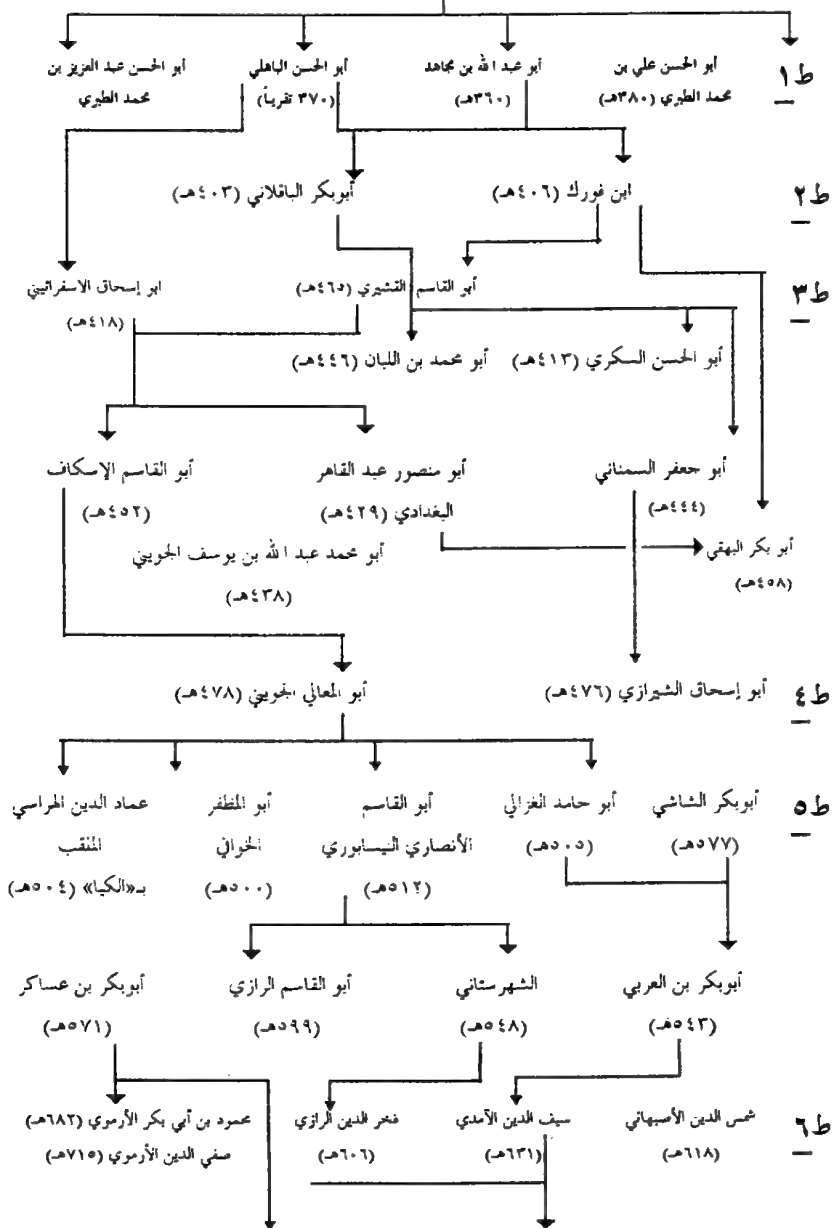 ط١
أبو الحسن علي بن
محمد الطبري (٣٨٠هـ)
أبو عبد الله بن مجاهد
(٣٦٠هـ)
أبو الحسن الباهلي
(٣٧٠ تقريباً)
أبو الحسن عبد العزيز بن
محمد الطبري
ط٢
ابن فورك (٤٠٦هـ)
أبوبكر الباقلاني (٤٠٣هـ)
ط٣
أبو القاسم القشيري (٤٦٥هـ)
ابو إسحاق الاسفرائيني
(٤١٨هـ)
أبو الحسن السكري (٤١٣هـ)
أبو محمد بن اللبان (٤٤٦هـ)
أبو جعفر السمناني
(٤٤٤هـ)
أبو منصور عبد القاهر
البغدادي (٤٢٩هـ)
أبو القاسم الإسكاف
(٤٥٢هـ)
أبو بكر البهقي
(٤٥٨هـ)
أبو محمد عبد الله بن يوسف الجويني
(٤٣٨هـ)
ط٤
أبو إسحاق الشيرازي (٤٧٦هـ)
أبو المعالي الجويني (٤٧٨هـ)
ط٥
أبوبكر الشاشي
(٥٧٧هـ)
أبو حامد الغزالي
(٥٠٥هـ)
أبو القاسم
الأنصاري النيسابوري
(٥١٢هـ)
أبو المظفر
الخوافي
(٥٠٠هـ)
عماد الدين الهراسي
الملقب
بـ«الكيا» (٥٠٤هـ)
أبوبكر بن العربي
(٥٤٣هـ)
الشهرستاني
(٥٤٨هـ)
أبو القاسم الرازي
(٥٩٩هـ)
أبوبكر بن عساكر
(٥٧١هـ)
ط٦
شمس الدين الأصبهاني
(٦١٨هـ)
سيف الدين الآمدي
(٦٣١هـ)
فخر الدين الرازي
(٦٠٦هـ)
محمود بن أبي بكر الأرموي (٦٨٢هـ)
صفي الدين الأرموي (٧١٥هـ)